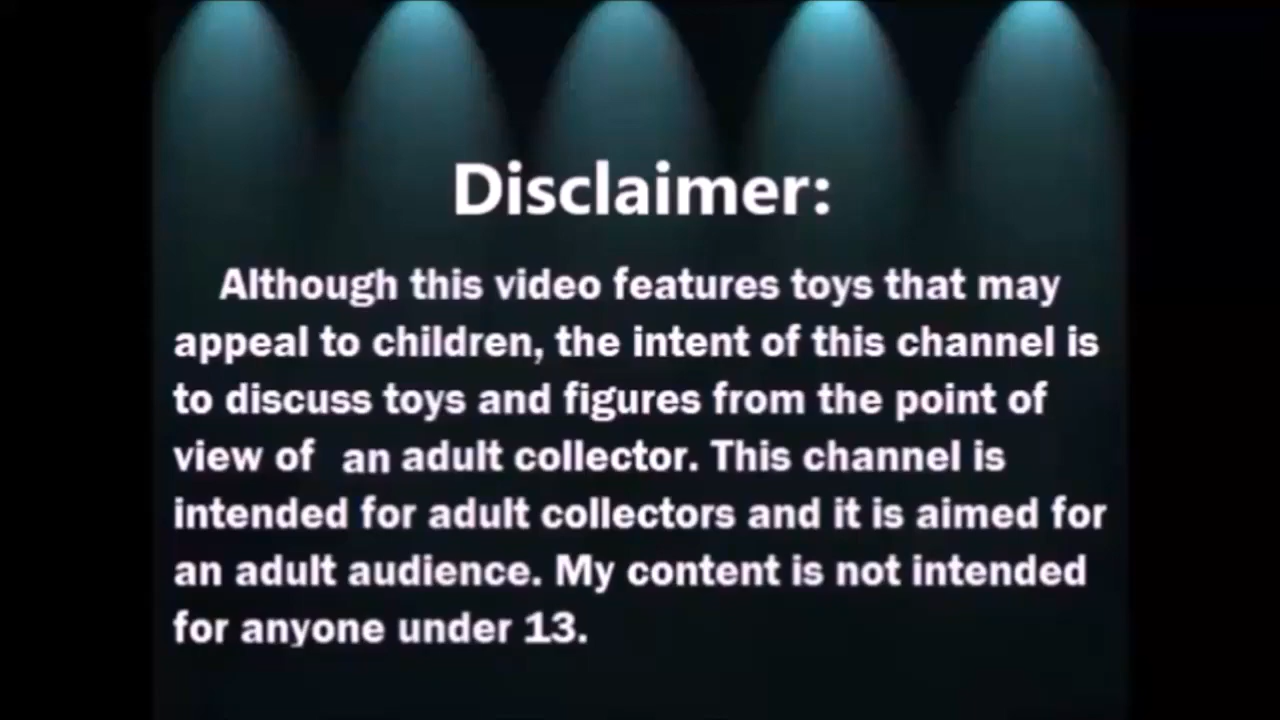 Disclaimer:
Although this video features toys that may
appeal to children, the intent of this channel is
to discuss toys and figures from the point of
view of an adult collector. This channel is
intended for adult collectors and it is aimed for
an adult audience. My content is not intended
for anyone under 13.